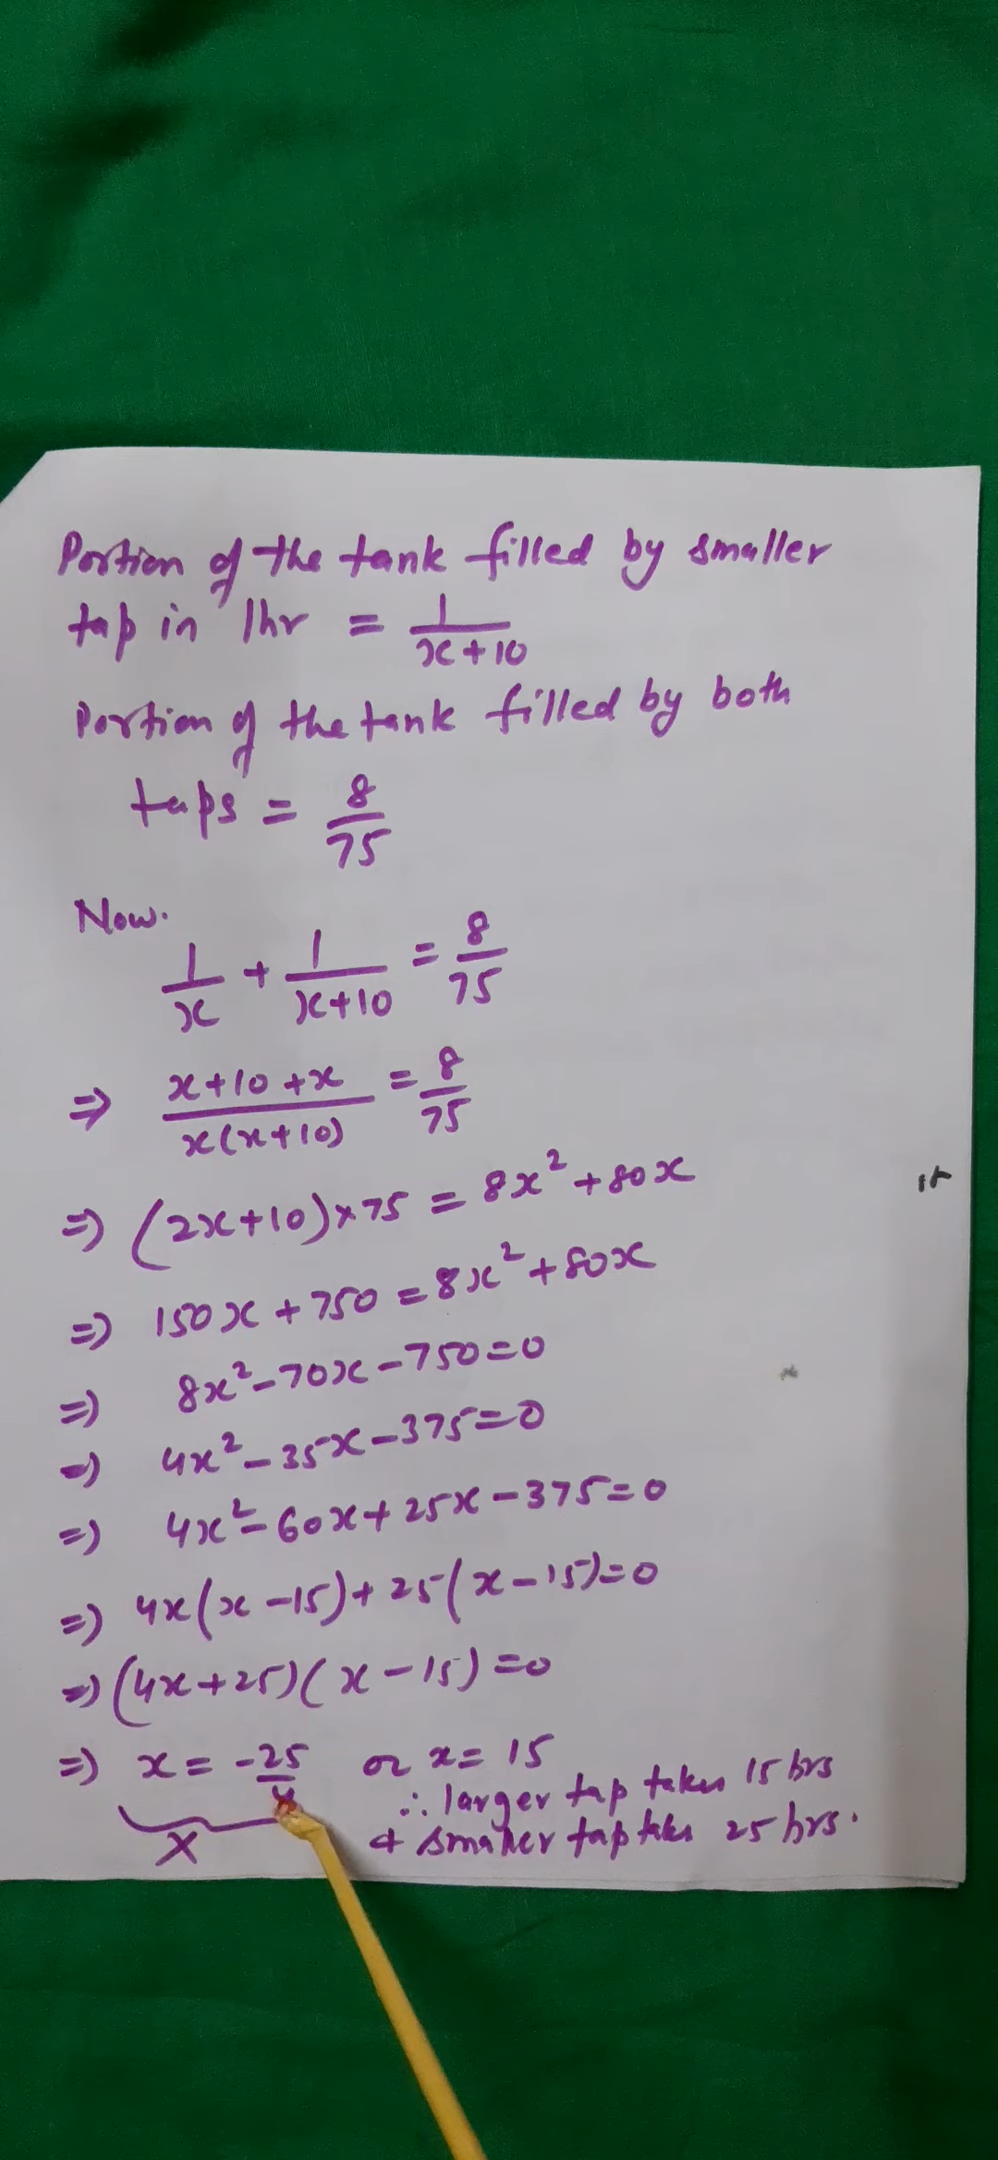 Portion of the tank filled by smaller
tap in 1hr = 1/(x+10)
Portion of the tank filled by both
taps = 8/75
Now.
1/x + 1/(x+10) = 8/75
⇒ (x+10+x)/(x(x+10)) = 8/75
⇒ (2x+10)×75 = 8x²+80x
⇒ 150x+750 = 8x²+80x
⇒ 8x²-70x-750=0
⇒ 4x²-35x-375=0
⇒ 4x²-60x+25x-375=0
⇒ 4x(x-15)+25(x-15)=0
⇒ (4x+25)(x-15)=0
⇒ x = -25/4 or x = 15
∴ larger tap takes 15 hrs
X & smaller tap takes 25 hrs.